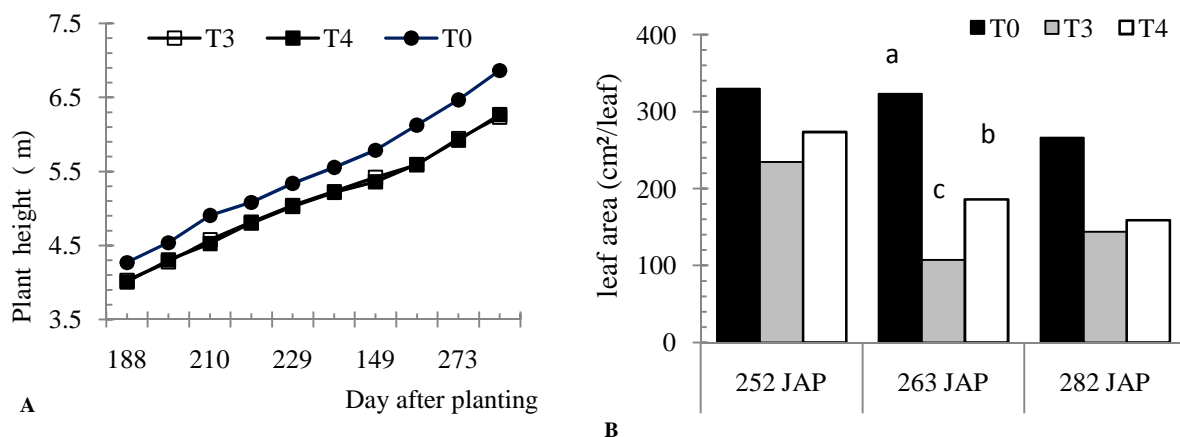 7.5
6.5
5.5
4.5
3.5
Plant height ( m)
T3 T4 T0
188 210 229 149 273
Day after planting
A
400
300
200
100
0
leaf area (cm²/leaf)
T0 T3 T4
a
b
c
252 JAP 263 JAP 282 JAP
B